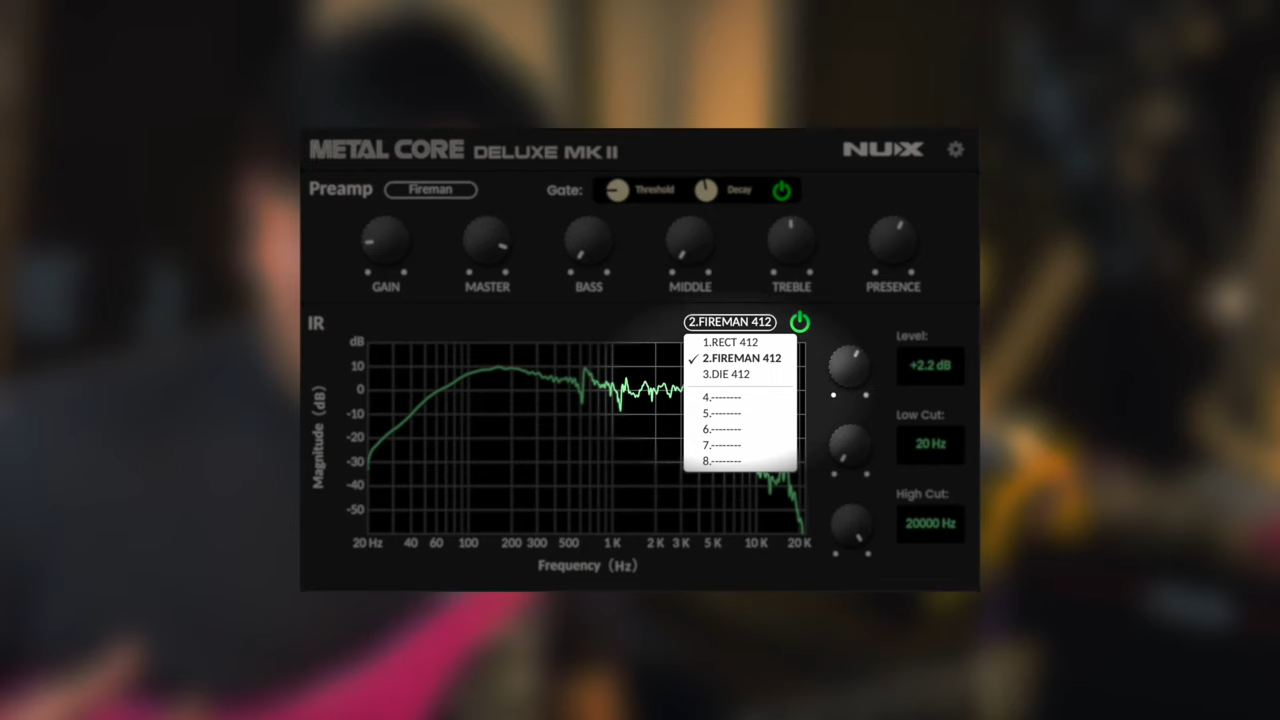 METAL CORE DELUXE MK II
NUX
Preamp Fireman
Gate: Threshold Decay
GAIN MASTER BASS MIDDLE TREBLE PRESENCE
IR
2.FIREMAN 412
1.RECT 412
✓ 2.FIREMAN 412
3.DIE 412
4.--------
5.--------
6.--------
7.--------
8.--------
dB
10
0
-10
-20
-30
-40
-50
Magnitude (dB)
20 Hz 40 60 100 200 300 500 1 K 2 K 3 K 5 K 10 K 20 K
Frequency (Hz)
Level:
+2.2 dB
Low Cut:
20 Hz
High Cut:
20000 Hz